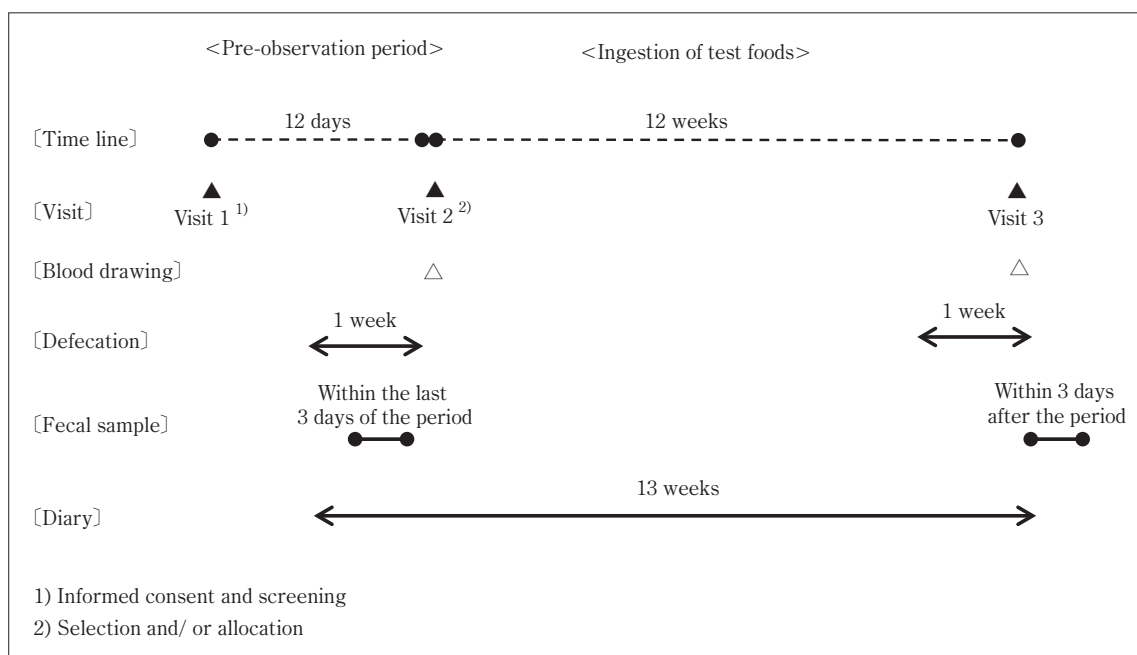 <Pre-observation period> <Ingestion of test foods>
〔Time line〕 12 days 12 weeks
〔Visit〕 Visit 1 1) Visit 2 2) Visit 3
〔Blood drawing〕
〔Defecation〕 1 week 1 week
〔Fecal sample〕 Within the last 3 days of the period Within 3 days after the period
〔Diary〕 13 weeks
1) Informed consent and screening
2) Selection and/ or allocation